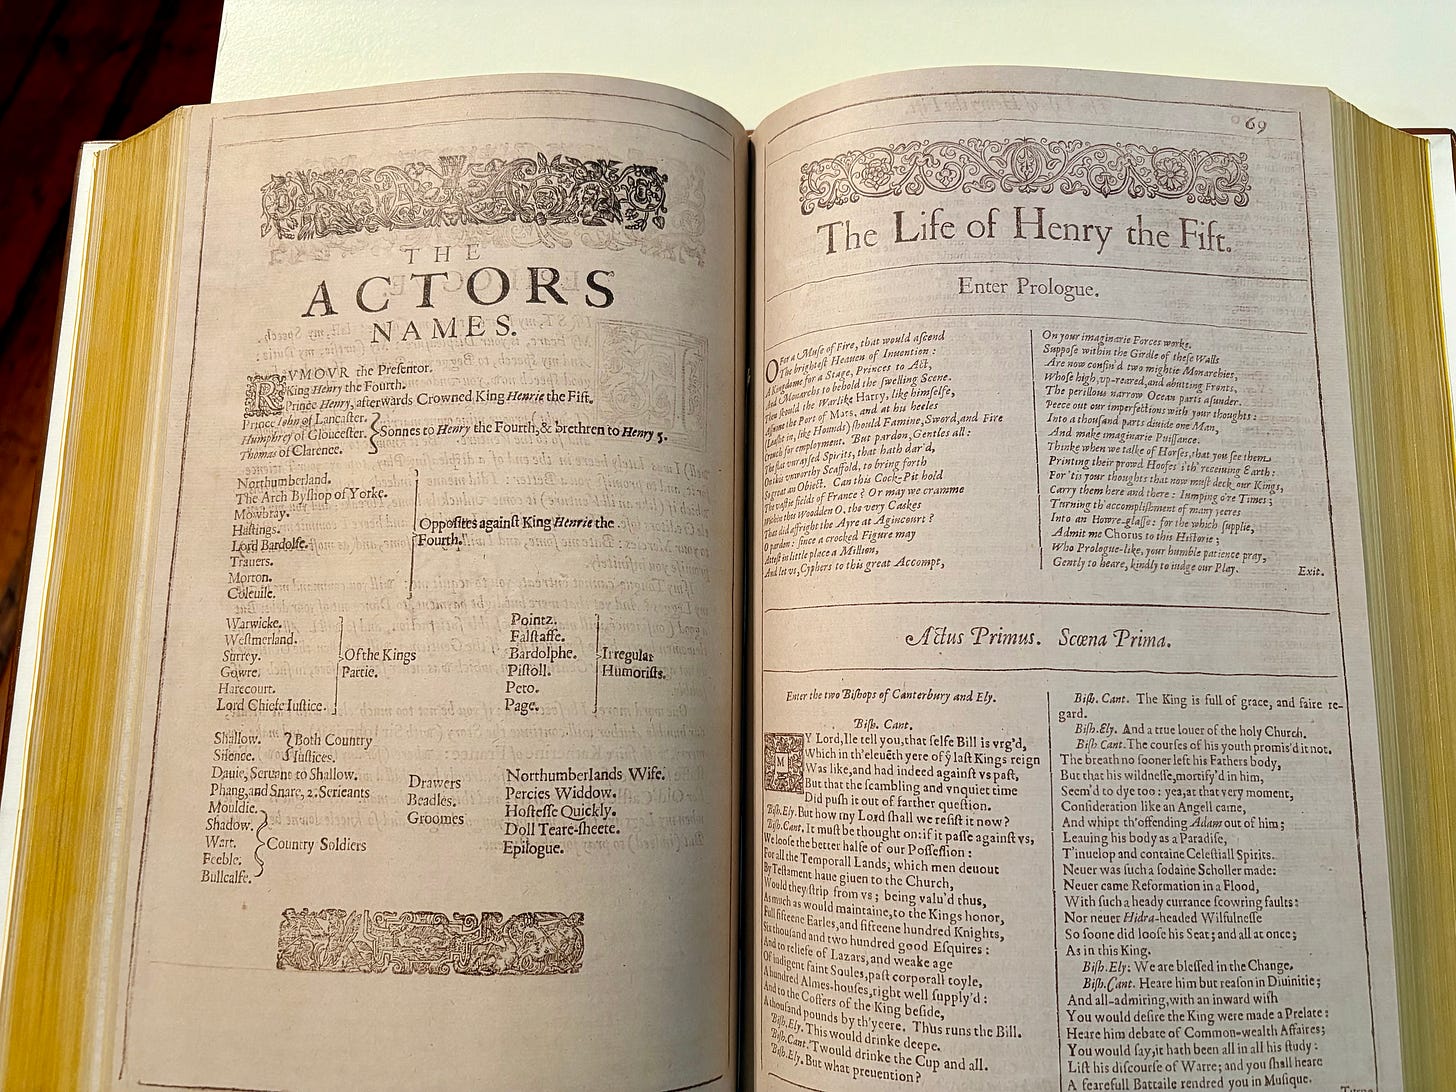 THE
ACTORS
NAMES.
RVMOVR the Presentor.
King Henry the Fourth.
Prince Henry, afterwards Crowned King Henrie the Fift.
Prince Iohn of Lancaster.
Humphrey of Gloucester.
Thomas of Clarence.
Sonnes to Henry the Fourth, & brethren to Henry 5.
Northumberland.
The Arch Byshop of Yorke.
Mowbray.
Hastings.
Lord Bardolfe.
Trauers.
Morton.
Coleuile.
Opposites against King Henrie the
Fourth.
Warwicke.
Westmerland.
Surrey.
Gowre.
Harecourt.
Lord Chiefe Iustice.
Of the Kings
Partie.
Pointz.
Falstaffe.
Bardolphe.
Pistoll.
Peto.
Page.
Irregular
Humorists.
Shallow.
Silence.
Both Country
Iustices.
Dauie, Seruant to Shallow.
Phang, and Snare, 2. Serieants
Mouldie.
Shadow.
Wart.
Feeble.
Bullcalfe.
Country Soldiers
Drawers
Beadles.
Groomes
Northumberlands Wife.
Percies Widdow.
Hostesse Quickly.
Doll Teare-sheete.
Epilogue.
69
The Life of Henry the Fift.
Enter Prologue.
O For a Muse of Fire, that would ascend
The brightest Heauen of Inuention:
A Kingdome for a Stage, Princes to Act,
And Monarchs to behold the swelling Scene.
Then should the Warlike Harry, like himselfe,
Assume the Port of Mars, and at his heeles
(Leasht in, like Hounds) should Famine, Sword, and Fire
Crouch for employment. But pardon, Gentles all:
The flat vnraysed Spirits, that hath dar'd,
On this vnworthy Scaffold, to bring forth
So great an Obiect. Can this Cock-Pit hold
The vastie fields of France? Or may we cramme
Within this Woodden O, the very Caskes
That did affright the Ayre at Agincourt?
O pardon: since a crooked Figure may
Attest in little place a Million,
And let vs, Cyphers to this great Accompt,
On your imaginarie Forces worke.
Suppose within the Girdle of these Walls
Are now confin'd two mightie Monarchies,
Whose high, vp-reared, and abutting Fronts,
The perillous narrow Ocean parts asunder.
Peece out our imperfections with your thoughts:
Into a thousand parts diuide one Man,
And make imaginarie Puissance.
Thinke when we talke of Horses, that you see them
Printing their prowd Hoofes i'th' receiuing Earth:
For 'tis your thoughts that now must deck our Kings,
Carry them here and there: Iumping o're Times;
Turning th'accomplishment of many yeeres
Into an Howre-glasse: for the which supplie,
Admit me Chorus to this Historie;
Who Prologue-like, your humble patience pray,
Gently to heare, kindly to iudge our Play.
Exit.
Actus Primus. Scœna Prima.
Enter the two Bishops of Canterbury and Ely.
Bish. Cant.
MY Lord, Ile tell you, that selfe Bill is vrg'd,
Which in th'eleuēth yere of yͤ last Kings reign
Was like, and had indeed against vs past,
But that the scambling and vnquiet time
Did push it out of farther question.
Bish. Ely. But how my Lord shall we resist it now?
Bish. Cant. It must be thought on: if it passe against vs,
We loose the better halfe of our Possession:
For all the Temporall Lands, which men deuout
By Testament haue giuen to the Church,
Would they strip from vs; being valu'd thus,
As much as would maintaine, to the Kings honor,
Full fifteene Earles, and fifteene hundred Knights,
Six thousand and two hundred good Esquires:
And to reliefe of Lazars, and weake age
Of indigent faint Soules, past corporall toyle,
A hundred Almes-houses, right well supply'd:
And to the Coffers of the King beside,
A thousand pounds by th'yeere. Thus runs the Bill.
Bish. Ely. This would drinke deepe.
Bish. Cant. 'Twould drinke the Cup and all.
Bish. Ely. But what preuention?
Bish. Cant. The King is full of grace, and faire re-
gard.
Bish. Ely. And a true louer of the holy Church.
Bish. Cant. The courses of his youth promis'd it not.
The breath no sooner left his Fathers body,
But that his wildnesse, mortify'd in him,
Seem'd to dye too: yea, at that very moment,
Consideration like an Angell came,
And whipt th'offending Adam out of him;
Leauing his body as a Paradise,
T'inuelop and containe Celestiall Spirits.
Neuer was such a sodaine Scholler made:
Neuer came Reformation in a Flood,
With such a heady currance scowring faults:
Nor neuer Hidra-headed Wilfulnesse
So soone did loose his Seat; and all at once;
As in this King.
Bish. Ely. We are blessed in the Change.
Bish. Cant. Heare him but reason in Diuinitie;
And all-admiring, with an inward wish
You would desire the King were made a Prelate:
Heare him debate of Common-wealth Affaires;
You would say, it hath been all in all his study:
List his discourse of Warre; and you shall heare
A fearefull Battaile rendred you in Musique.